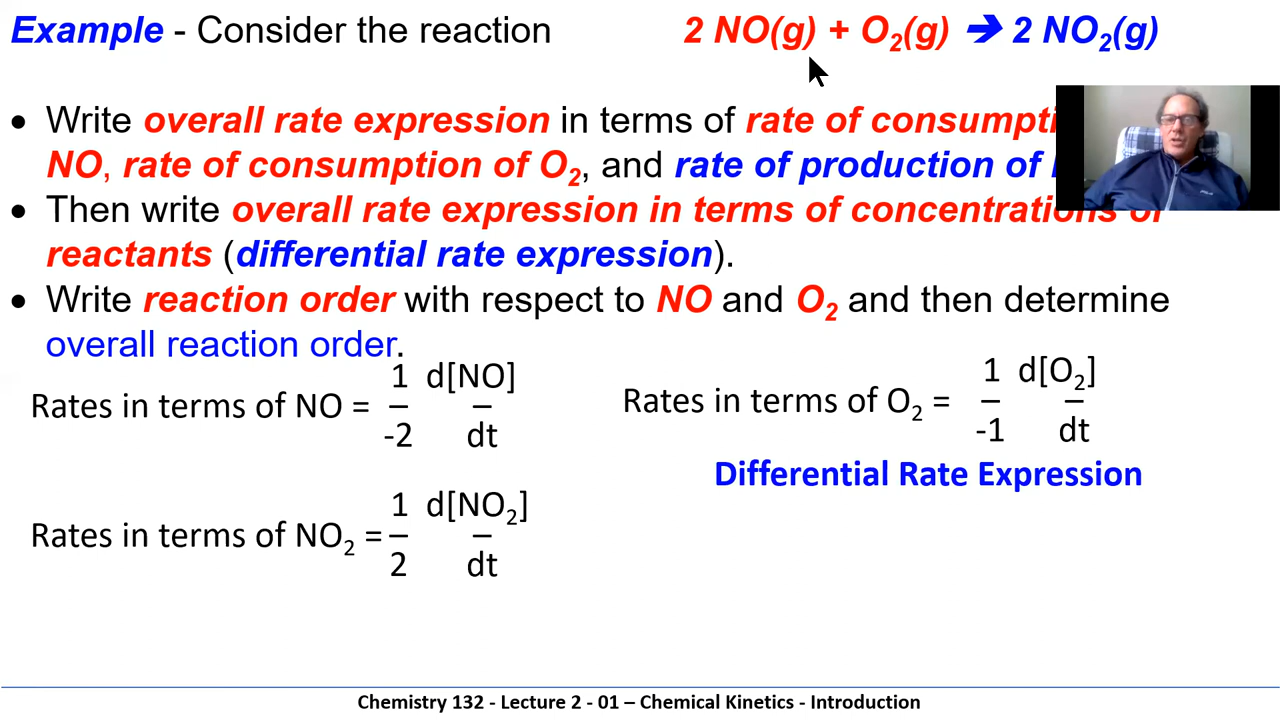 Example - Consider the reaction 2 NO(g) + O₂(g) → 2 NO₂(g)
• Write overall rate expression in terms of rate of
NO, rate of consumption of O₂, and rate of production of
• Then write overall rate expression in terms of concentrations of
reactants (differential rate expression).
• Write reaction order with respect to NO and O₂ and then determine
overall reaction order.
Rates in terms of NO = 1/-2 d[NO]/dt
Rates in terms of O₂ = 1/-1 d[O₂]/dt
Differential Rate Expression
Rates in terms of NO₂ = 1/2 d[NO₂]/dt
Chemistry 132 - Lecture 2 - 01 – Chemical Kinetics - Introduction